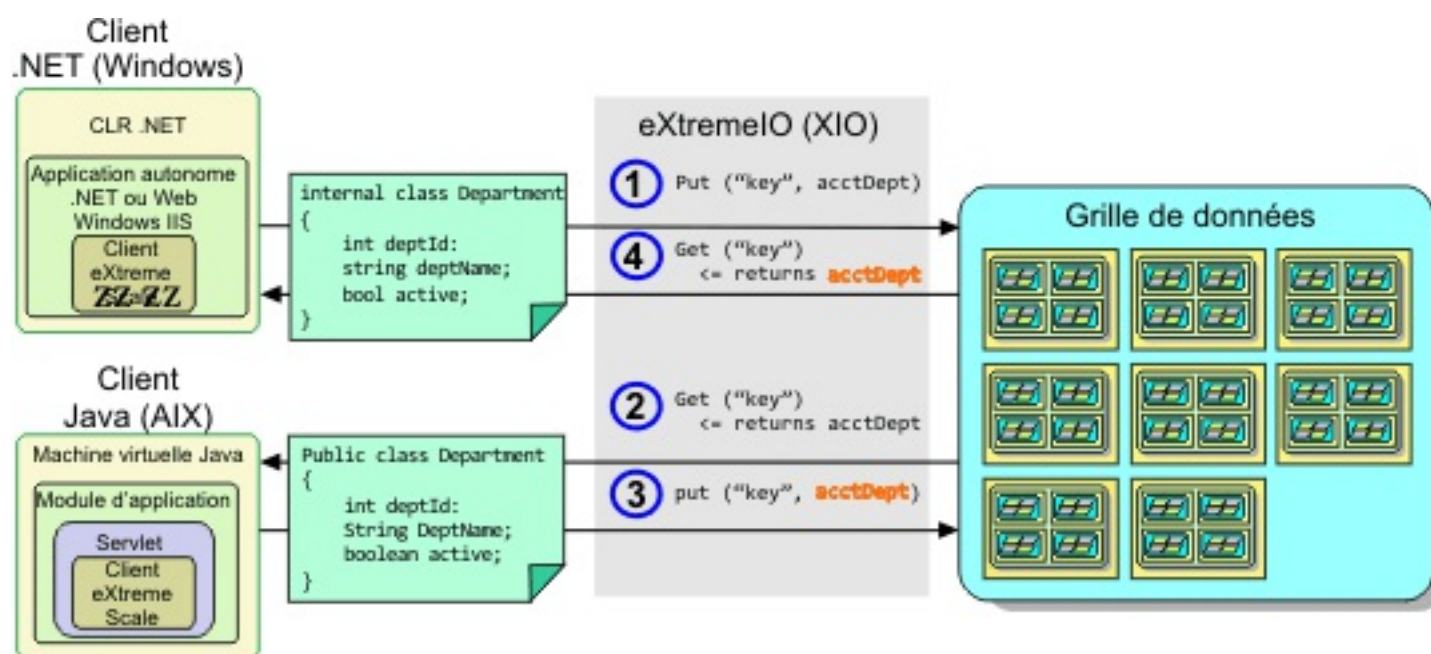 Client
.NET (Windows)
CLR .NET
Application autonome
.NET ou Web
Windows IIS
Client
eXtreme
internal class Department
{
int deptId:
string deptName;
bool active;
}
eXtremeIO (XIO)
1 Put ("key", acctDept)
4 Get ("key")
<= returns acctDept
2 Get ("key")
<= returns acctDept
3 put ("key", acctDept)
Grille de données
Client
Java (AIX)
Machine virtuelle Java
Module d'application
Servlet
Client
eXtreme
Scale
Public class Department
{
int deptId:
String DeptName;
boolean active;
}